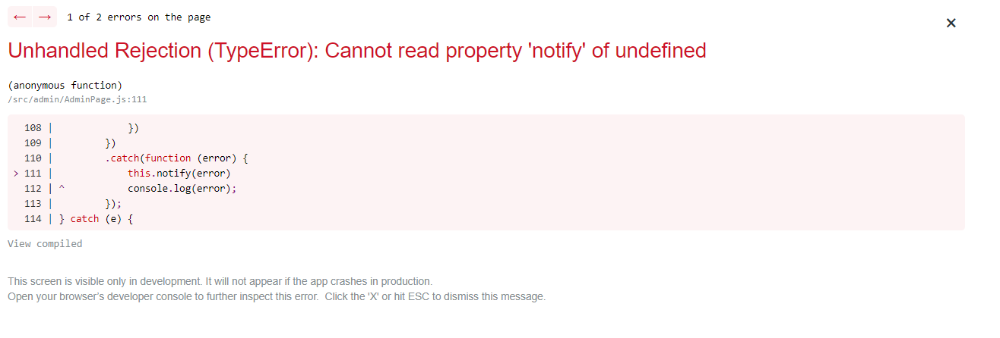 ← → 1 of 2 errors on the page
×
Unhandled Rejection (TypeError): Cannot read property 'notify' of undefined
(anonymous function)
/src/admin/AdminPage.js:111
  108 |             })
  109 |         })
  110 |         .catch(function (error) {
> 111 |             this.notify(error)
  112 | ^           console.log(error);
  113 |         });
  114 | } catch (e) {
View compiled
This screen is visible only in development. It will not appear if the app crashes in production.
Open your browser’s developer console to further inspect this error.  Click the 'X' or hit ESC to dismiss this message.